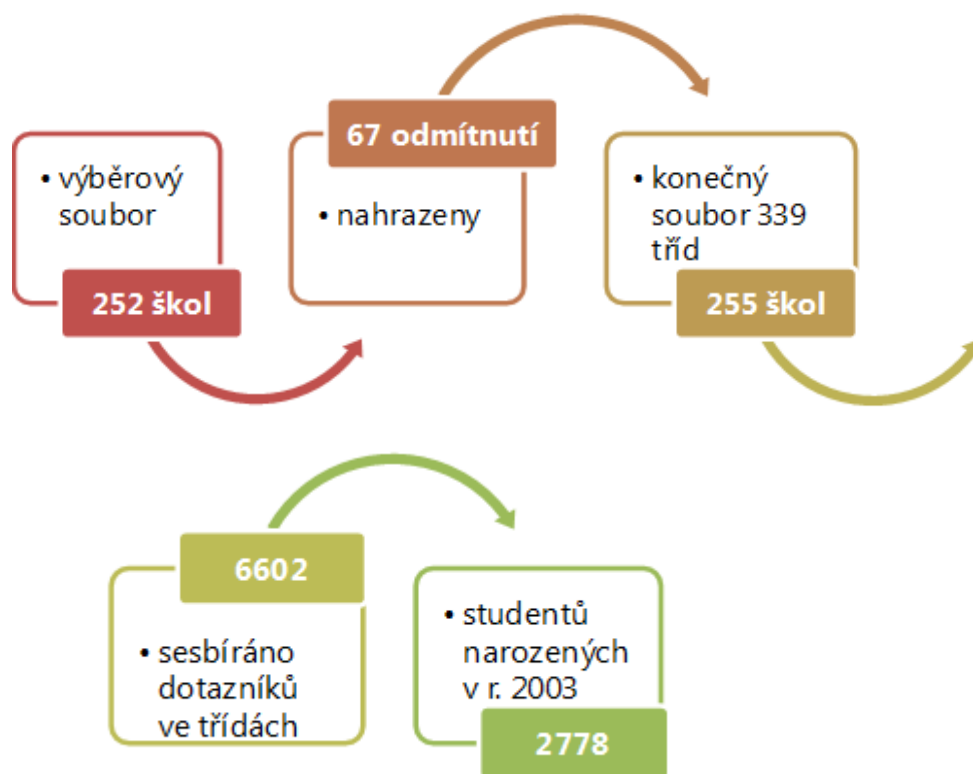 • výběrový
soubor
252 škol
67 odmítnutí
• nahrazeny
• konečný
soubor 339
tříd
255 škol
6602
• sesbíráno
dotazníků
ve třídách
• studentů
narozených
v r. 2003
2778